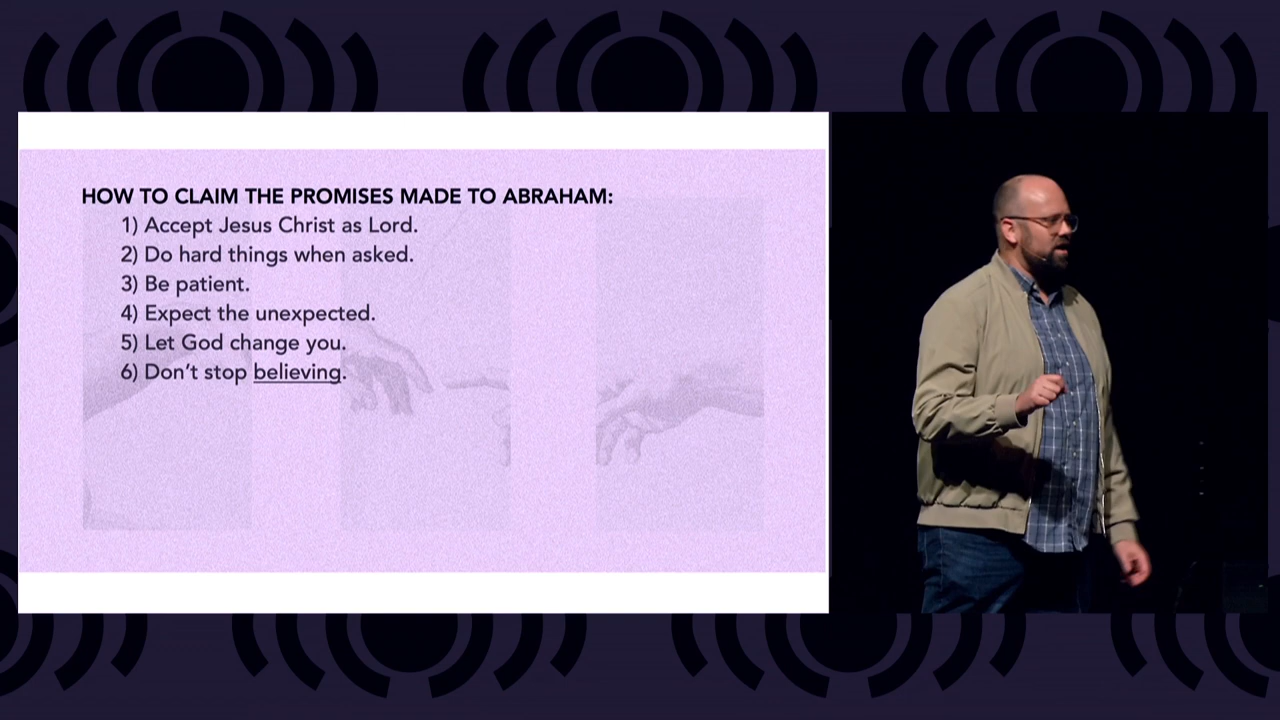 HOW TO CLAIM THE PROMISES MADE TO ABRAHAM:
1) Accept Jesus Christ as Lord.
2) Do hard things when asked.
3) Be patient.
4) Expect the unexpected.
5) Let God change you.
6) Don’t stop believing.